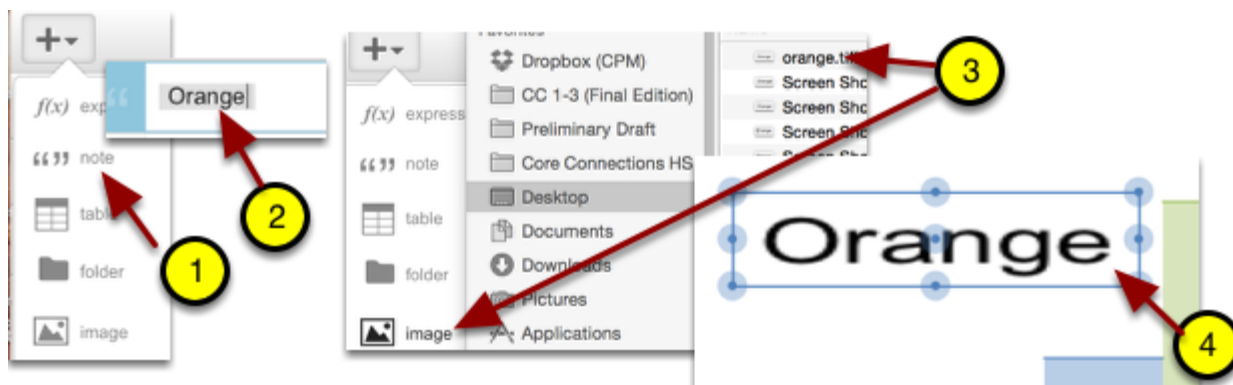 +
f(x) exp
Orange
note
table
folder
image
1
2
+
f(x) express
note
table
folder
image
Favorites
Dropbox (CPM)
CC 1-3 (Final Edition)
Preliminary Draft
Core Connections HS
Desktop
Documents
Downloads
Pictures
Applications
orange.tif
Screen Sho
Screen Sho
Screen Sho
Screen Sho
3
Orange
4